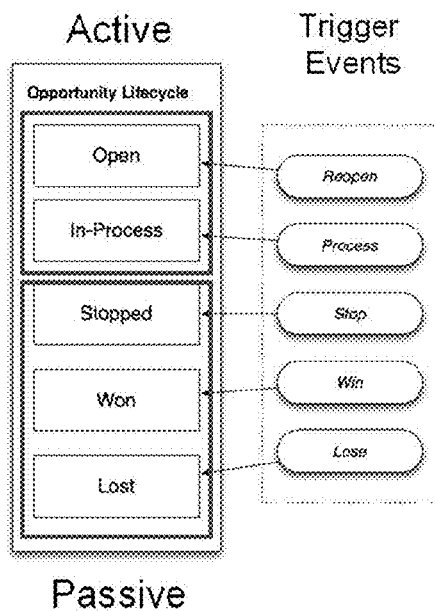 Active
Trigger
Events
Opportunity Lifecycle
Open
Reopen
In-Process
Process
Stopped
Stop
Won
Win
Lost
Lose
Passive